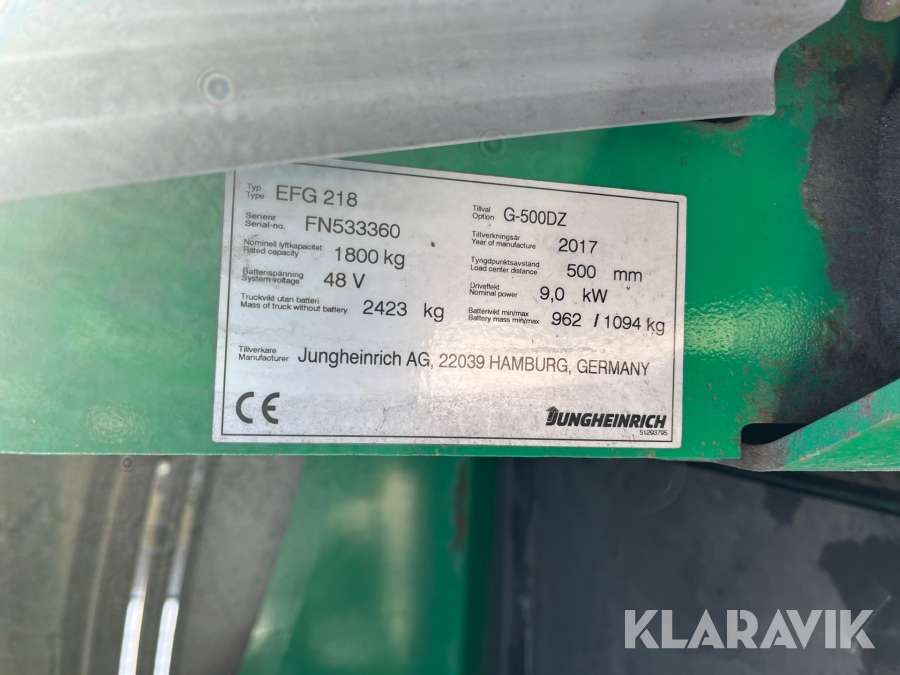 Typ
Type EFG 218
Serienr
Serial-no. FN533360
Nominell lyftkapacitet
Rated capacity 1800 kg
Batterispänning
System voltage 48 V
Truckvikt utan batteri
Mass of truck without battery 2423 kg
Tillval
Option G-500DZ
Tillverkningsår
Year of manufacture 2017
Tyngdpunktsavstånd
Load center distance 500 mm
Driveffekt
Nominal power 9,0 kW
Batterivikt min/max
Battery mass min/max 962 / 1094 kg
Tillverkare
Manufacturer Jungheinrich AG, 22039 HAMBURG, GERMANY
CE
JUNGHEINRICH
51293795
KLARAVIK